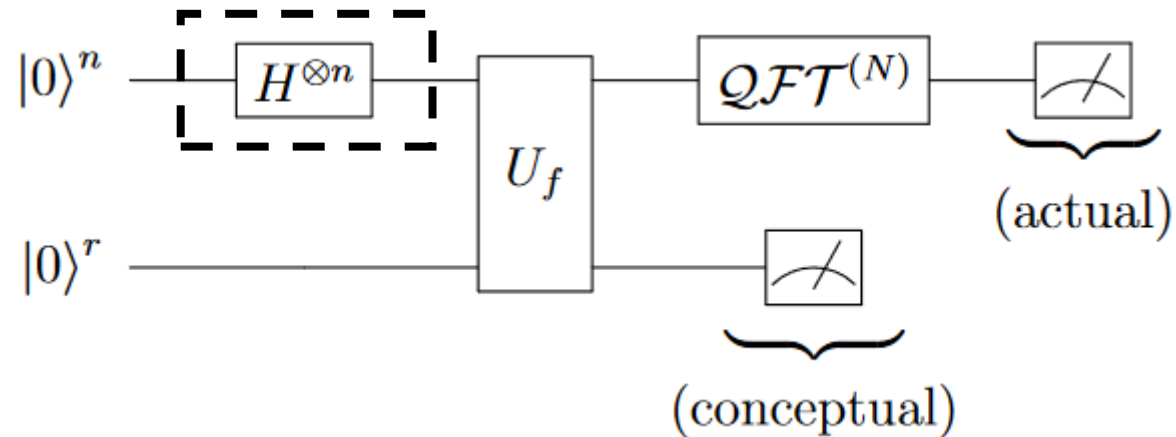 |0⟩ⁿ H^{⊗n} U_f 𝒬ℱ𝒯^{(N)}
(actual)
|0⟩ʳ
(conceptual)